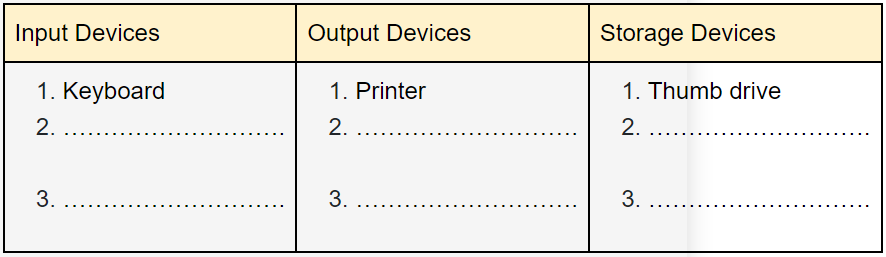 Input Devices
Output Devices
Storage Devices
1. Keyboard
2. ……………………….
3. ……………………….
1. Printer
2. ……………………….
3. ……………………….
1. Thumb drive
2. ……………………….
3. ……………………….